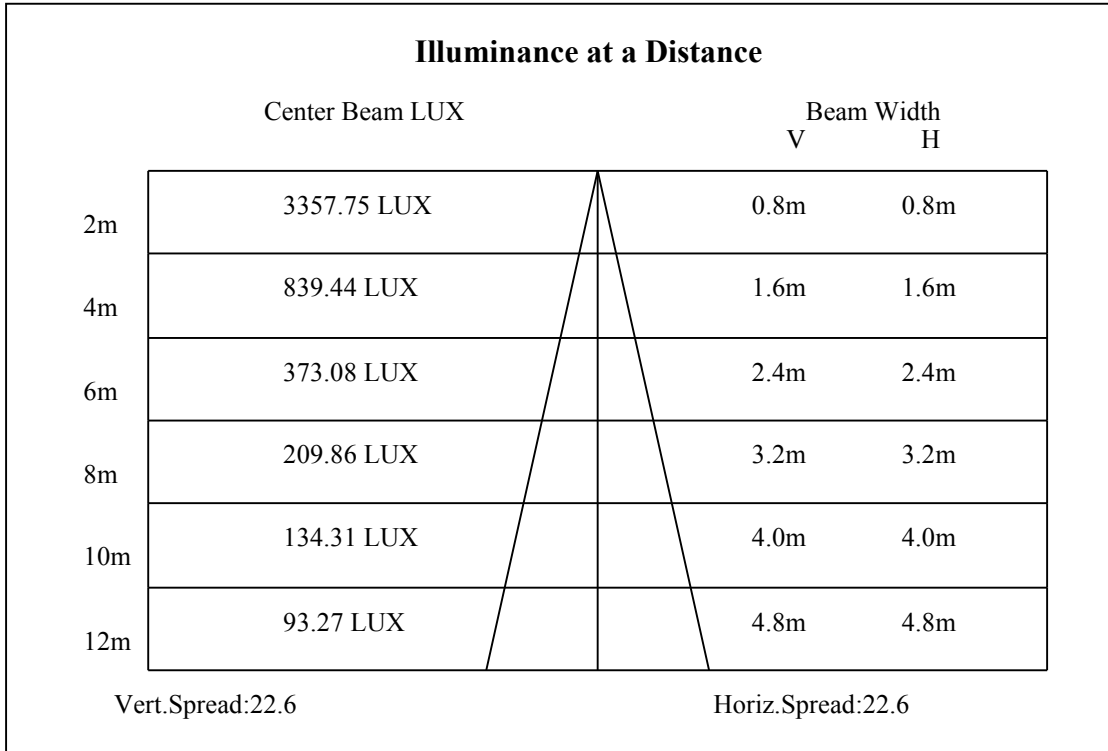 Illuminance at a Distance
Center Beam LUX Beam Width
V H
2m 3357.75 LUX 0.8m 0.8m
4m 839.44 LUX 1.6m 1.6m
6m 373.08 LUX 2.4m 2.4m
8m 209.86 LUX 3.2m 3.2m
10m 134.31 LUX 4.0m 4.0m
12m 93.27 LUX 4.8m 4.8m
Vert.Spread:22.6 Horiz.Spread:22.6